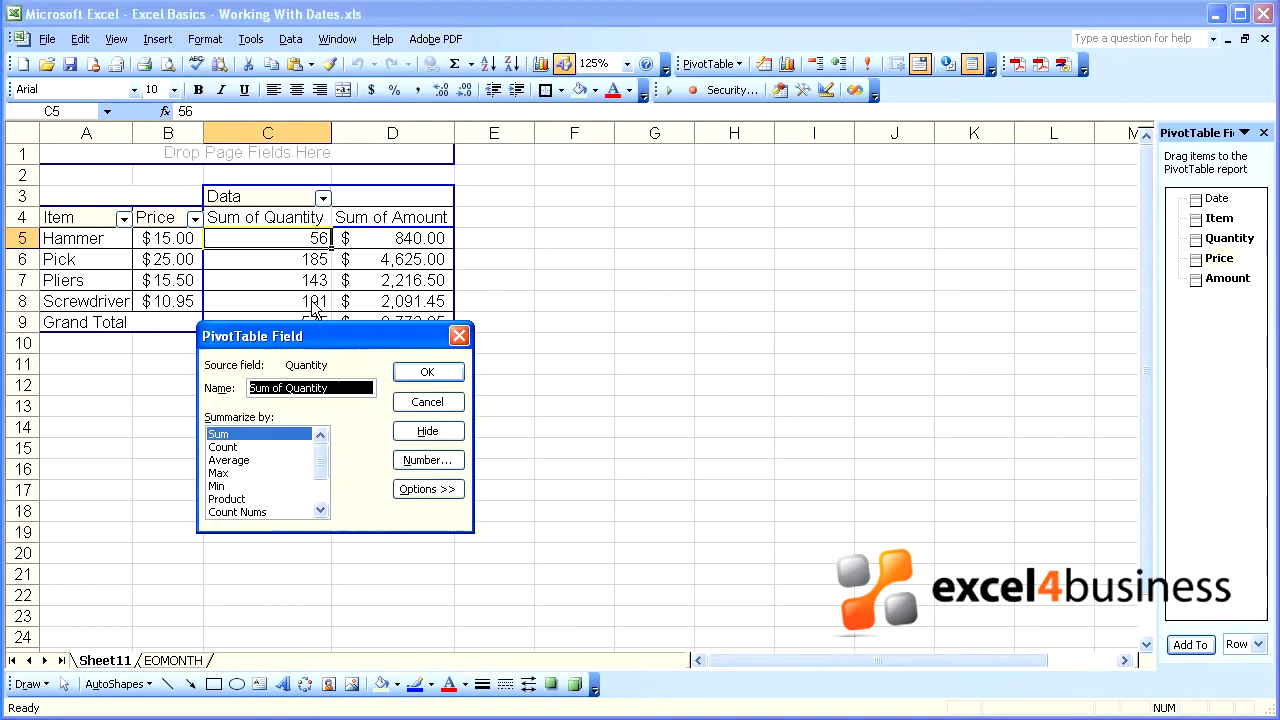 Microsoft Excel - Excel Basics - Working With Dates.xls
File Edit View Insert Format Tools Data Window Help Adobe PDF
Type a question for help
125%
PivotTable
Arial 10
Security...
C5 fx 56
A B C D E F G H I J K L M
1 Drop Page Fields Here
2
3 Data
4 Item Price Sum of Quantity Sum of Amount
5 Hammer $15.00 56 $ 840.00
6 Pick $25.00 185 $ 4,625.00
7 Pliers $15.50 143 $ 2,216.50
8 Screwdriver $10.95 191 $ 2,091.45
9 Grand Total
10
11
12
13
14
15
16
17
18
19
20
21
22
23
24
PivotTable Field
Source field: Quantity
Name: Sum of Quantity
Summarize by:
Sum
Count
Average
Max
Min
Product
Count Nums
OK
Cancel
Hide
Number...
Options >>
PivotTable Fi
Drag items to the
PivotTable report
Date
Item
Quantity
Price
Amount
Add To Row
excel4business
Sheet11 EOMONTH
Draw AutoShapes
Ready
NUM